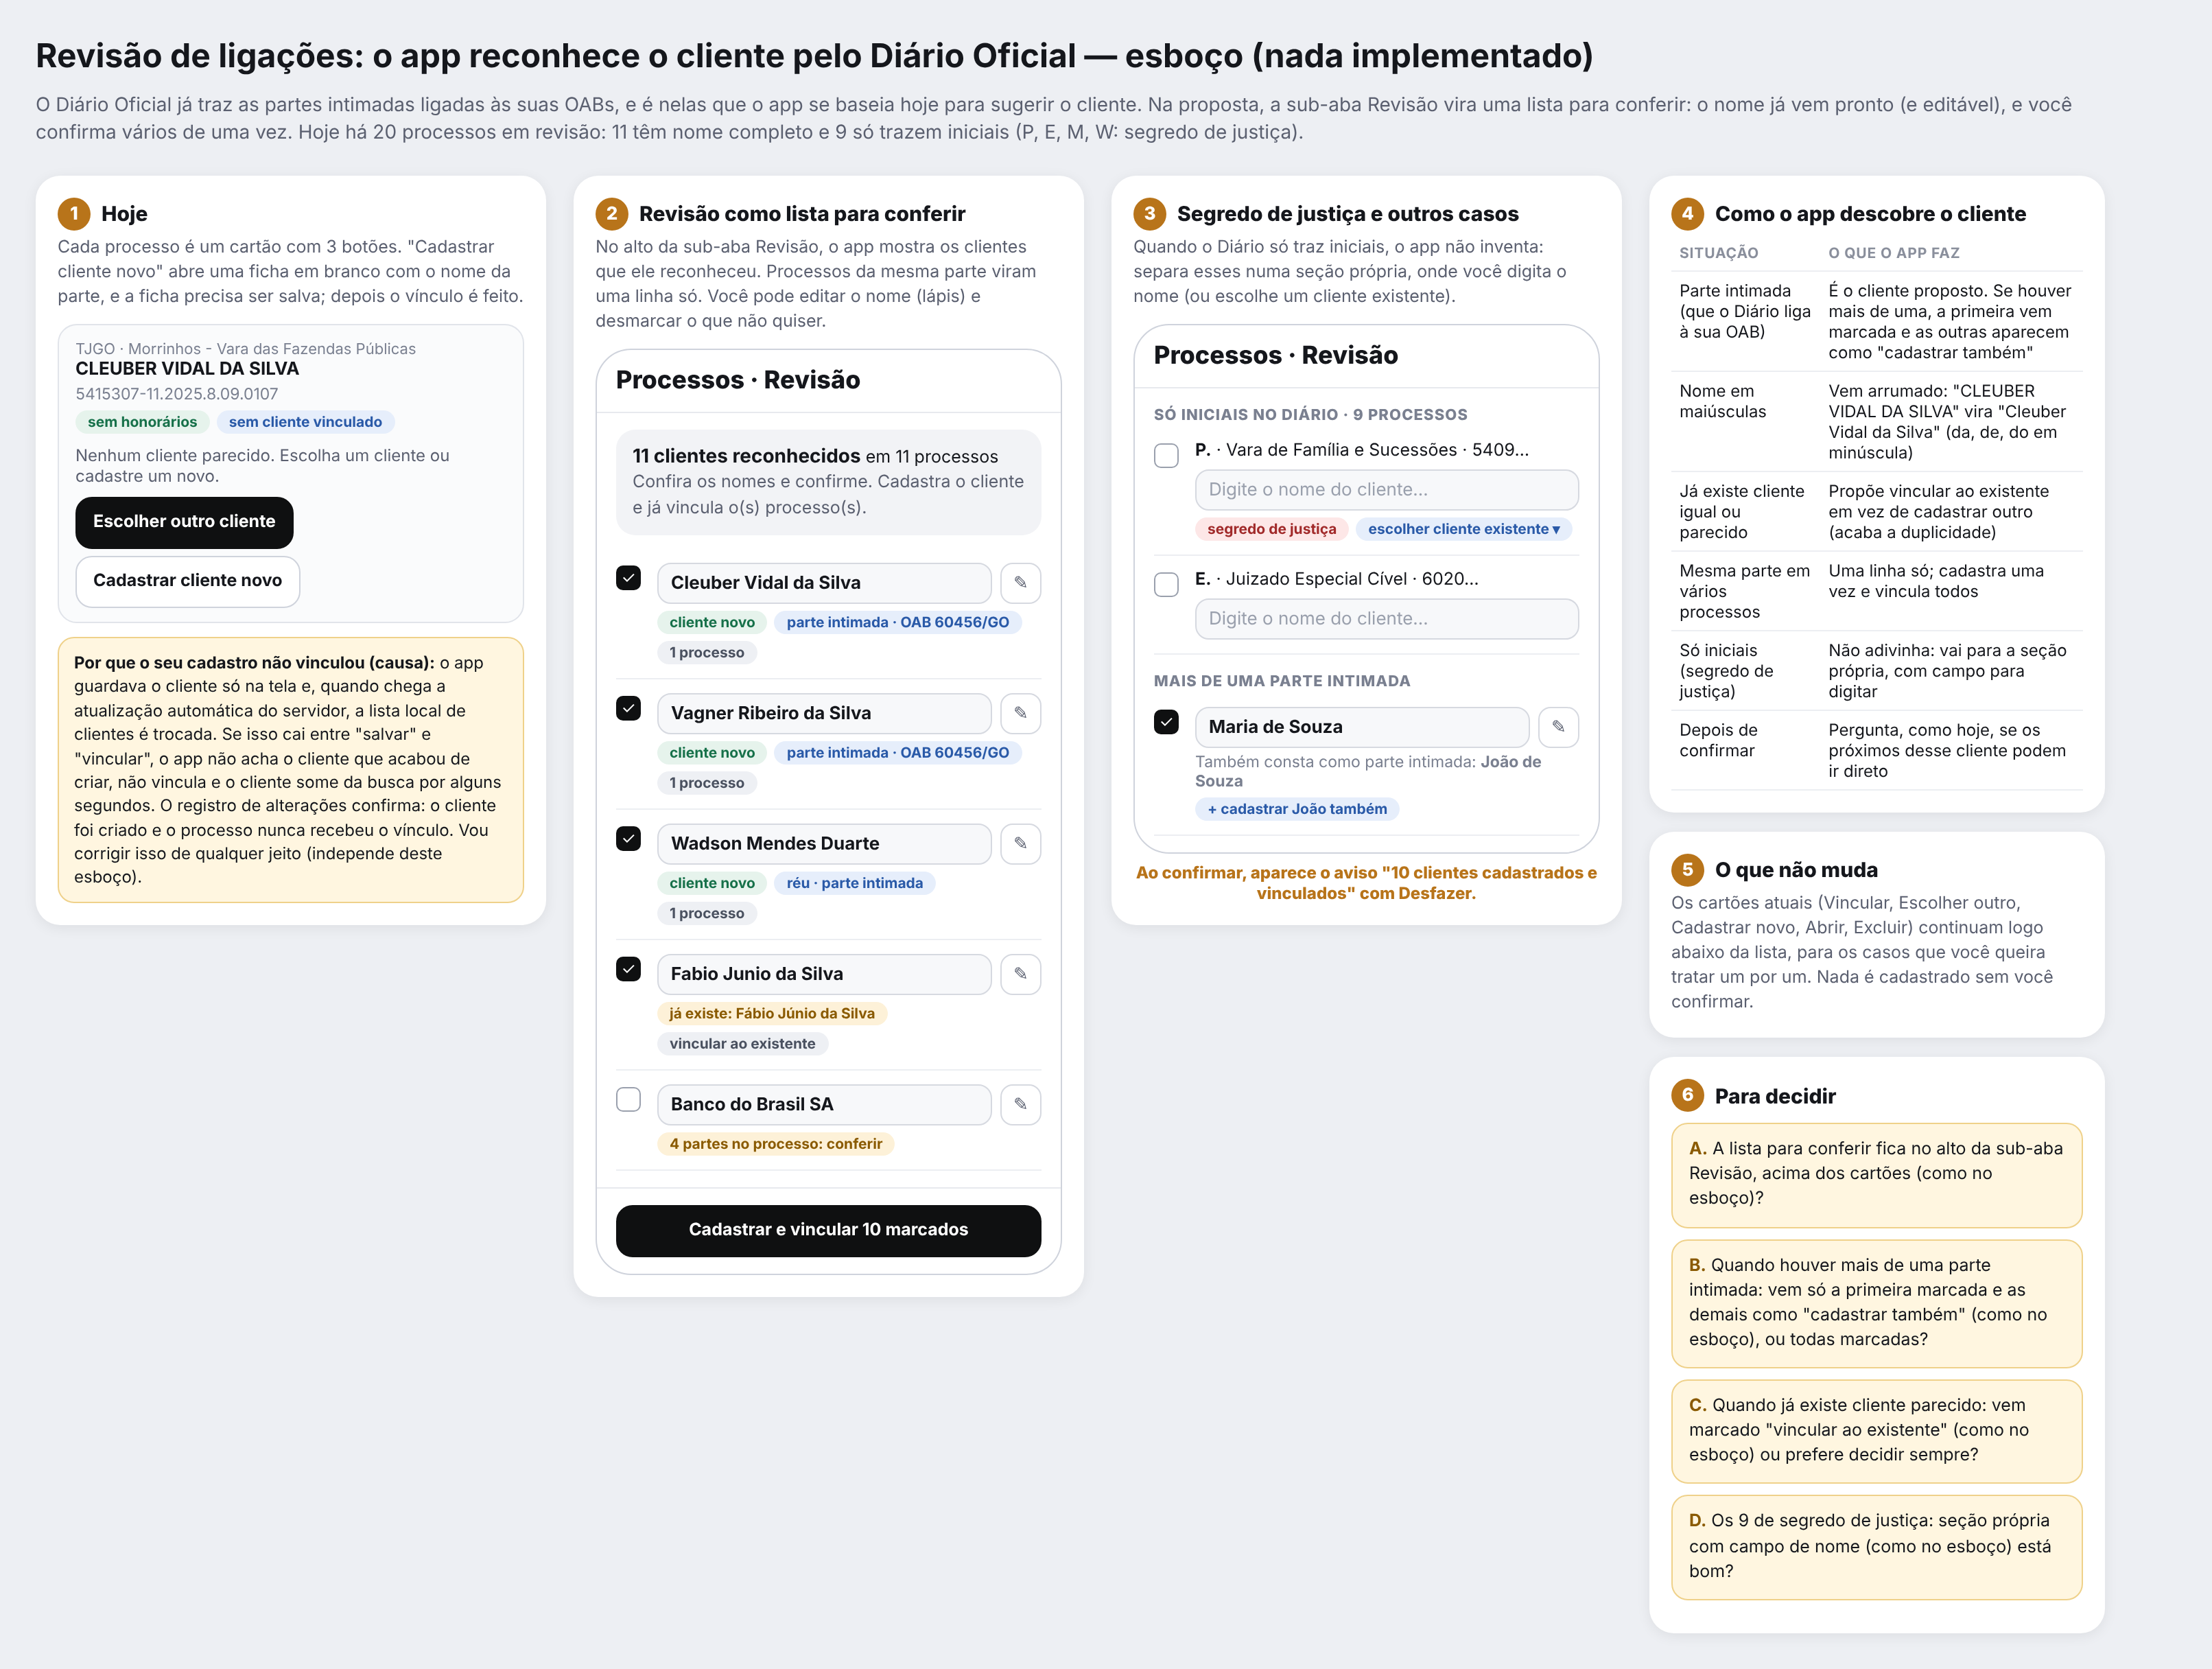 Revisão de ligações: o app reconhece o cliente pelo Diário Oficial — esboço (nada implementado)
O Diário Oficial já traz as partes intimadas ligadas às suas OABs, e é nelas que o app se baseia hoje para sugerir o cliente. Na proposta, a sub-aba Revisão vira uma lista para conferir: o nome já vem pronto (e editável), e você
confirma vários de uma vez. Hoje há 20 processos em revisão: 11 têm nome completo e 9 só trazem iniciais (P, E, M, W: segredo de justiça).
1 Hoje
Cada processo é um cartão com 3 botões. "Cadastrar
cliente novo" abre uma ficha em branco com o nome da
parte, e a ficha precisa ser salva; depois o vínculo é feito.
TJGO · Morrinhos - Vara das Fazendas Públicas
CLEUBER VIDAL DA SILVA
5415307-11.2025.8.09.0107
sem honorários sem cliente vinculado
Nenhum cliente parecido. Escolha um cliente ou
cadastre um novo.
Escolher outro cliente
Cadastrar cliente novo
Por que o seu cadastro não vinculou (causa): o app
guardava o cliente só na tela e, quando chega a
atualização automática do servidor, a lista local de
clientes é trocada. Se isso cai entre "salvar" e
"vincular", o app não acha o cliente que acabou de
criar, não vincula e o cliente some da busca por alguns
segundos. O registro de alterações confirma: o cliente
foi criado e o processo nunca recebeu o vínculo. Vou
corrigir isso de qualquer jeito (independe deste
esboço).
2 Revisão como lista para conferir
No alto da sub-aba Revisão, o app mostra os clientes
que ele reconheceu. Processos da mesma parte viram
uma linha só. Você pode editar o nome (lápis) e
desmarcar o que não quiser.
Processos · Revisão
11 clientes reconhecidos em 11 processos
Confira os nomes e confirme. Cadastra o cliente
e já vincula o(s) processo(s).
Cleuber Vidal da Silva
cliente novo parte intimada · OAB 60456/GO
1 processo
Vagner Ribeiro da Silva
cliente novo parte intimada · OAB 60456/GO
1 processo
Wadson Mendes Duarte
cliente novo réu · parte intimada
1 processo
Fabio Junio da Silva
já existe: Fábio Júnio da Silva
vincular ao existente
Banco do Brasil SA
4 partes no processo: conferir
Cadastrar e vincular 10 marcados
3 Segredo de justiça e outros casos
Quando o Diário só traz iniciais, o app não inventa:
separa esses numa seção própria, onde você digita o
nome (ou escolhe um cliente existente).
Processos · Revisão
SÓ INICIAIS NO DIÁRIO · 9 PROCESSOS
P. · Vara de Família e Sucessões · 5409...
Digite o nome do cliente...
segredo de justiça escolher cliente existente ▾
E. · Juizado Especial Cível · 6020...
Digite o nome do cliente...
MAIS DE UMA PARTE INTIMADA
Maria de Souza
Também consta como parte intimada: João de
Souza
+ cadastrar João também
Ao confirmar, aparece o aviso "10 clientes cadastrados e
vinculados" com Desfazer.
4 Como o app descobre o cliente
SITUAÇÃO O QUE O APP FAZ
Parte intimada É o cliente proposto. Se houver
(que o Diário liga mais de uma, a primeira vem
à sua OAB) marcada e as outras aparecem
como "cadastrar também"
Nome em Vem arrumado: "CLEUBER
maiúsculas VIDAL DA SILVA" vira "Cleuber
Vidal da Silva" (da, de, do em
minúscula)
Já existe cliente Propõe vincular ao existente
igual ou em vez de cadastrar outro
parecido (acaba a duplicidade)
Mesma parte em Uma linha só; cadastra uma
vários vez e vincula todos
processos
Só iniciais Não adivinha: vai para a seção
(segredo de própria, com campo para
justiça) digitar
Depois de Pergunta, como hoje, se os
confirmar próximos desse cliente podem
ir direto
5 O que não muda
Os cartões atuais (Vincular, Escolher outro,
Cadastrar novo, Abrir, Excluir) continuam logo
abaixo da lista, para os casos que você queira
tratar um por um. Nada é cadastrado sem você
confirmar.
6 Para decidir
A. A lista para conferir fica no alto da sub-aba
Revisão, acima dos cartões (como no
esboço)?
B. Quando houver mais de uma parte
intimada: vem só a primeira marcada e as
demais como "cadastrar também" (como no
esboço), ou todas marcadas?
C. Quando já existe cliente parecido: vem
marcado "vincular ao existente" (como no
esboço) ou prefere decidir sempre?
D. Os 9 de segredo de justiça: seção própria
com campo de nome (como no esboço) está
bom?